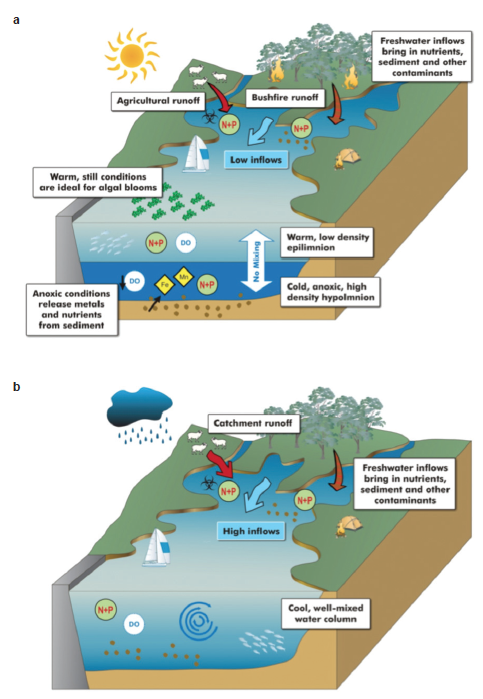 a
Freshwater inflows
bring in nutrients,
sediment and other
contaminants
Agricultural runoff
Bushfire runoff
N+P
N+P
Low inflows
Warm, still conditions
are ideal for algal blooms
N+P
DO
No Mixing
Warm, low density
epilimnion
DO
Fe
Mn
N+P
Cold, anoxic, high
density hypolmnion
Anoxic conditions
release metals
and nutrients
from sediment
b
Catchment runoff
Freshwater inflows
bring in nutrients,
sediment and other
contaminants
N+P
N+P
High inflows
N+P
DO
Cool, well-mixed
water column